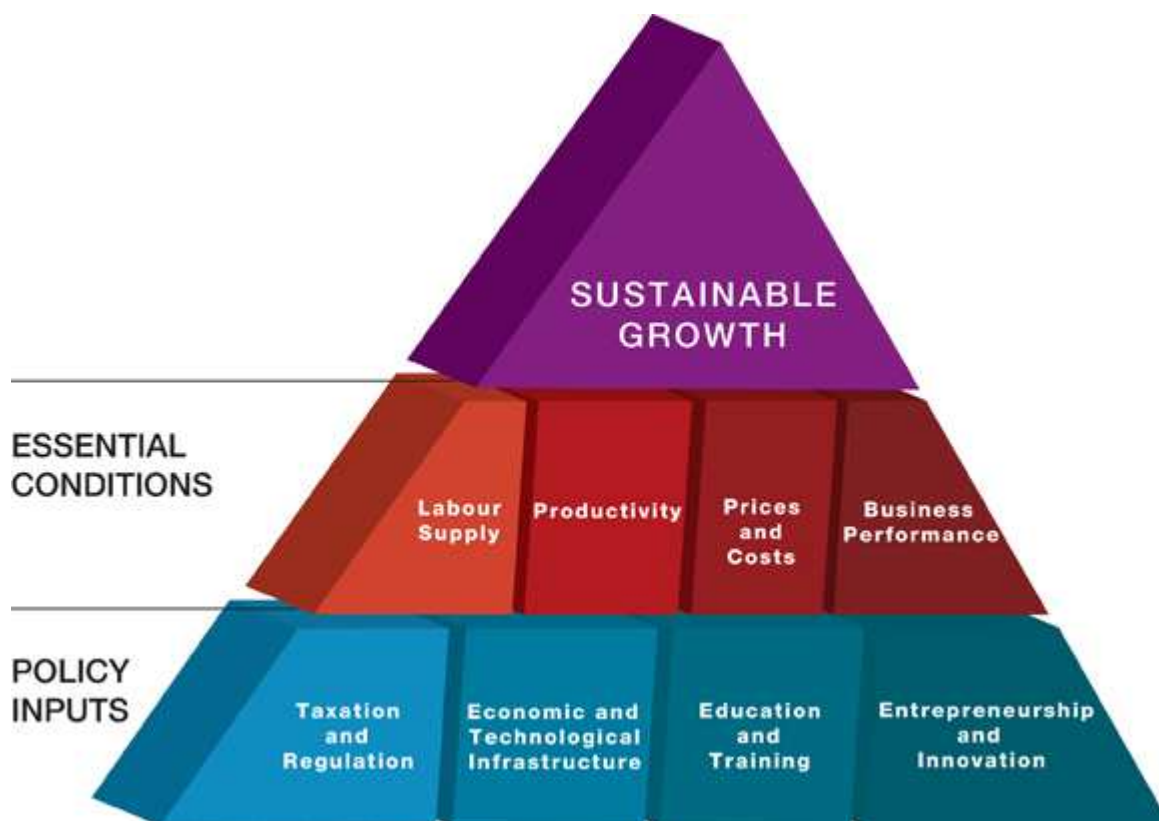 SUSTAINABLE
GROWTH
ESSENTIAL
CONDITIONS
Labour
Supply
Productivity
Prices
and
Costs
Business
Performance
POLICY
INPUTS
Taxation
and
Regulation
Economic and
Technological
Infrastructure
Education
and
Training
Entrepreneurship
and
Innovation